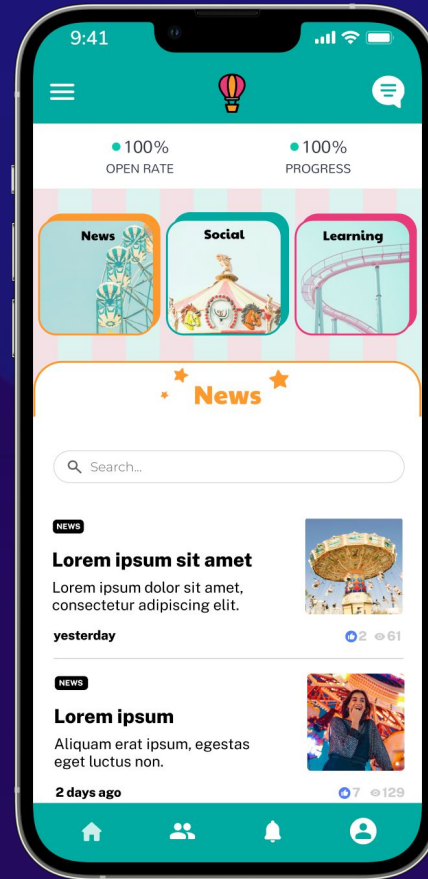 9:41
100% 100%
OPEN RATE PROGRESS
News Social Learning
News
Search...
NEWS
Lorem ipsum sit amet
Lorem ipsum dolor sit amet,
consectetur adipiscing elit.
yesterday 2 61
NEWS
Lorem ipsum
Aliquam erat ipsum, egestas
eget luctus non.
2 days ago 7 129